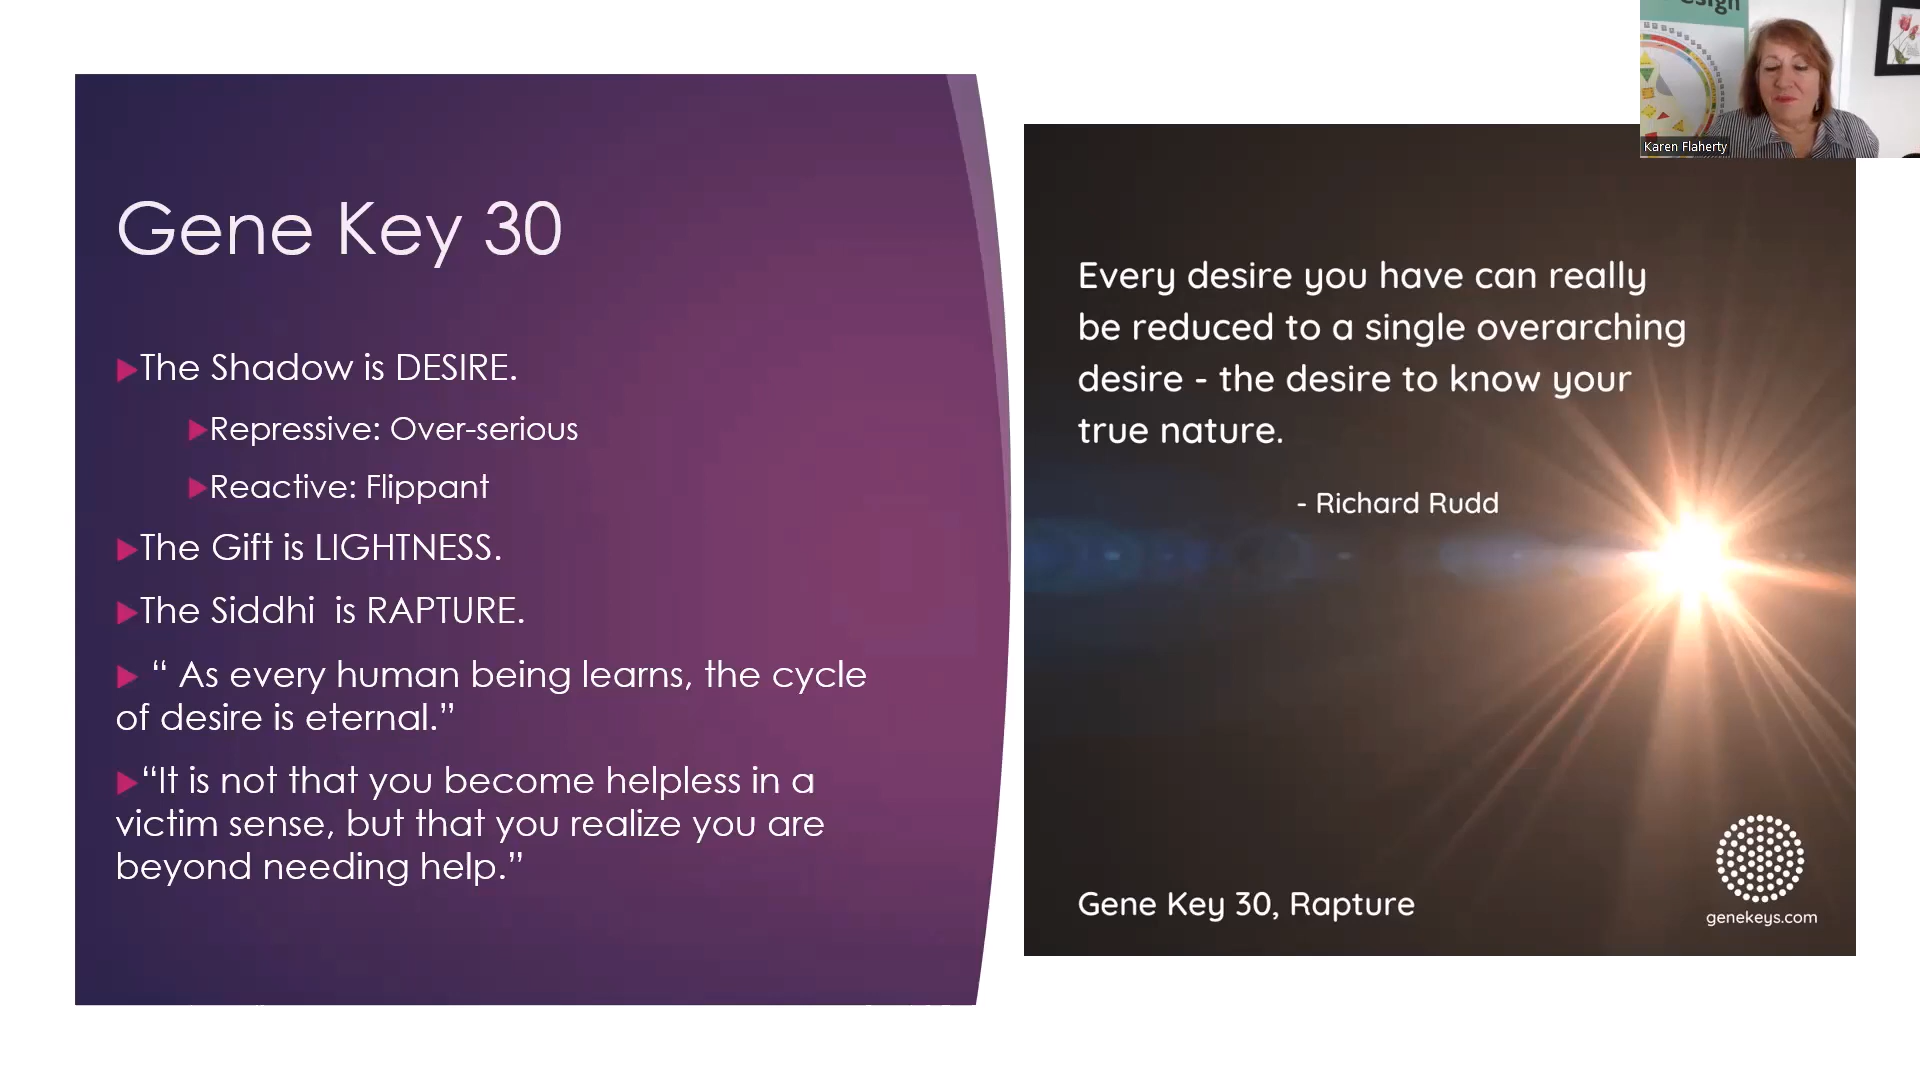 Gene Key 30
The Shadow is DESIRE.
Repressive: Over-serious
Reactive: Flippant
The Gift is LIGHTNESS.
The Siddhi  is RAPTURE.
“ As every human being learns, the cycle
of desire is eternal.”
“It is not that you become helpless in a
victim sense, but that you realize you are
beyond needing help.”
Every desire you have can really
be reduced to a single overarching
desire - the desire to know your
true nature.
- Richard Rudd
Gene Key 30, Rapture
genekeys.com
Karen Flaherty